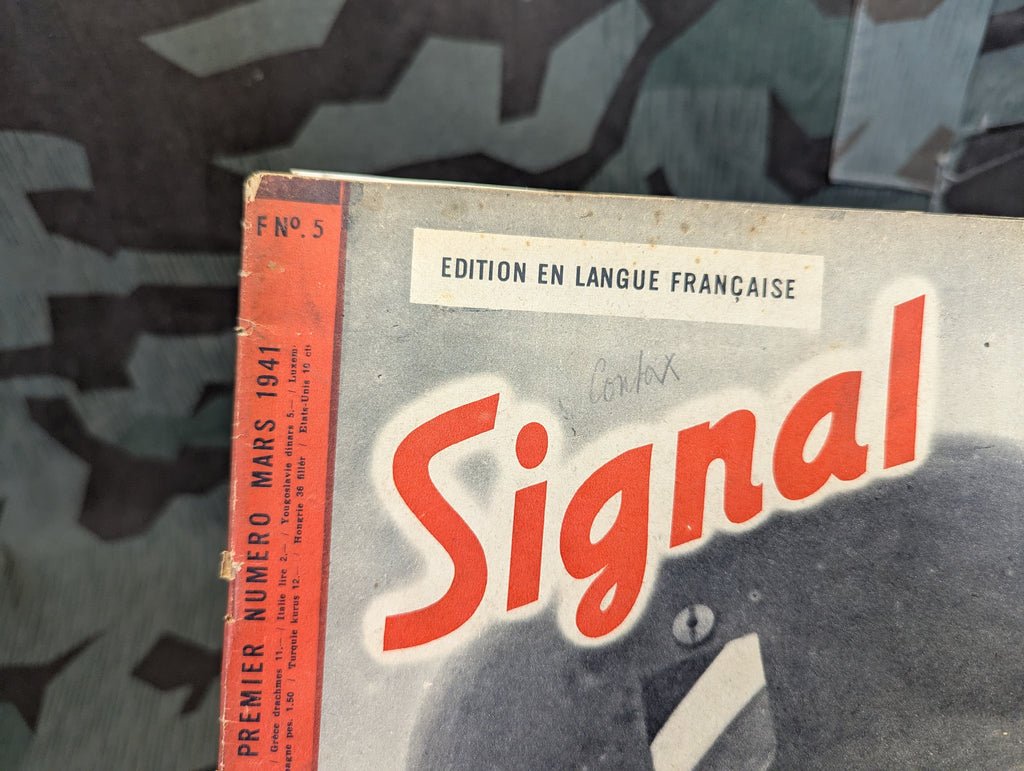 F Nº. 5
EDITION EN LANGUE FRANÇAISE
Contax
Signal
PREMIER NUMERO MARS 1941
/ Grèce drachmes 11.— / Italie lire 2.— / Yougoslavie dinars 5.— / Luxem-
pes. 1.50 / Turquie kurus 12.— / Hongrie 36 fillér / Etats-Unis 10 cts